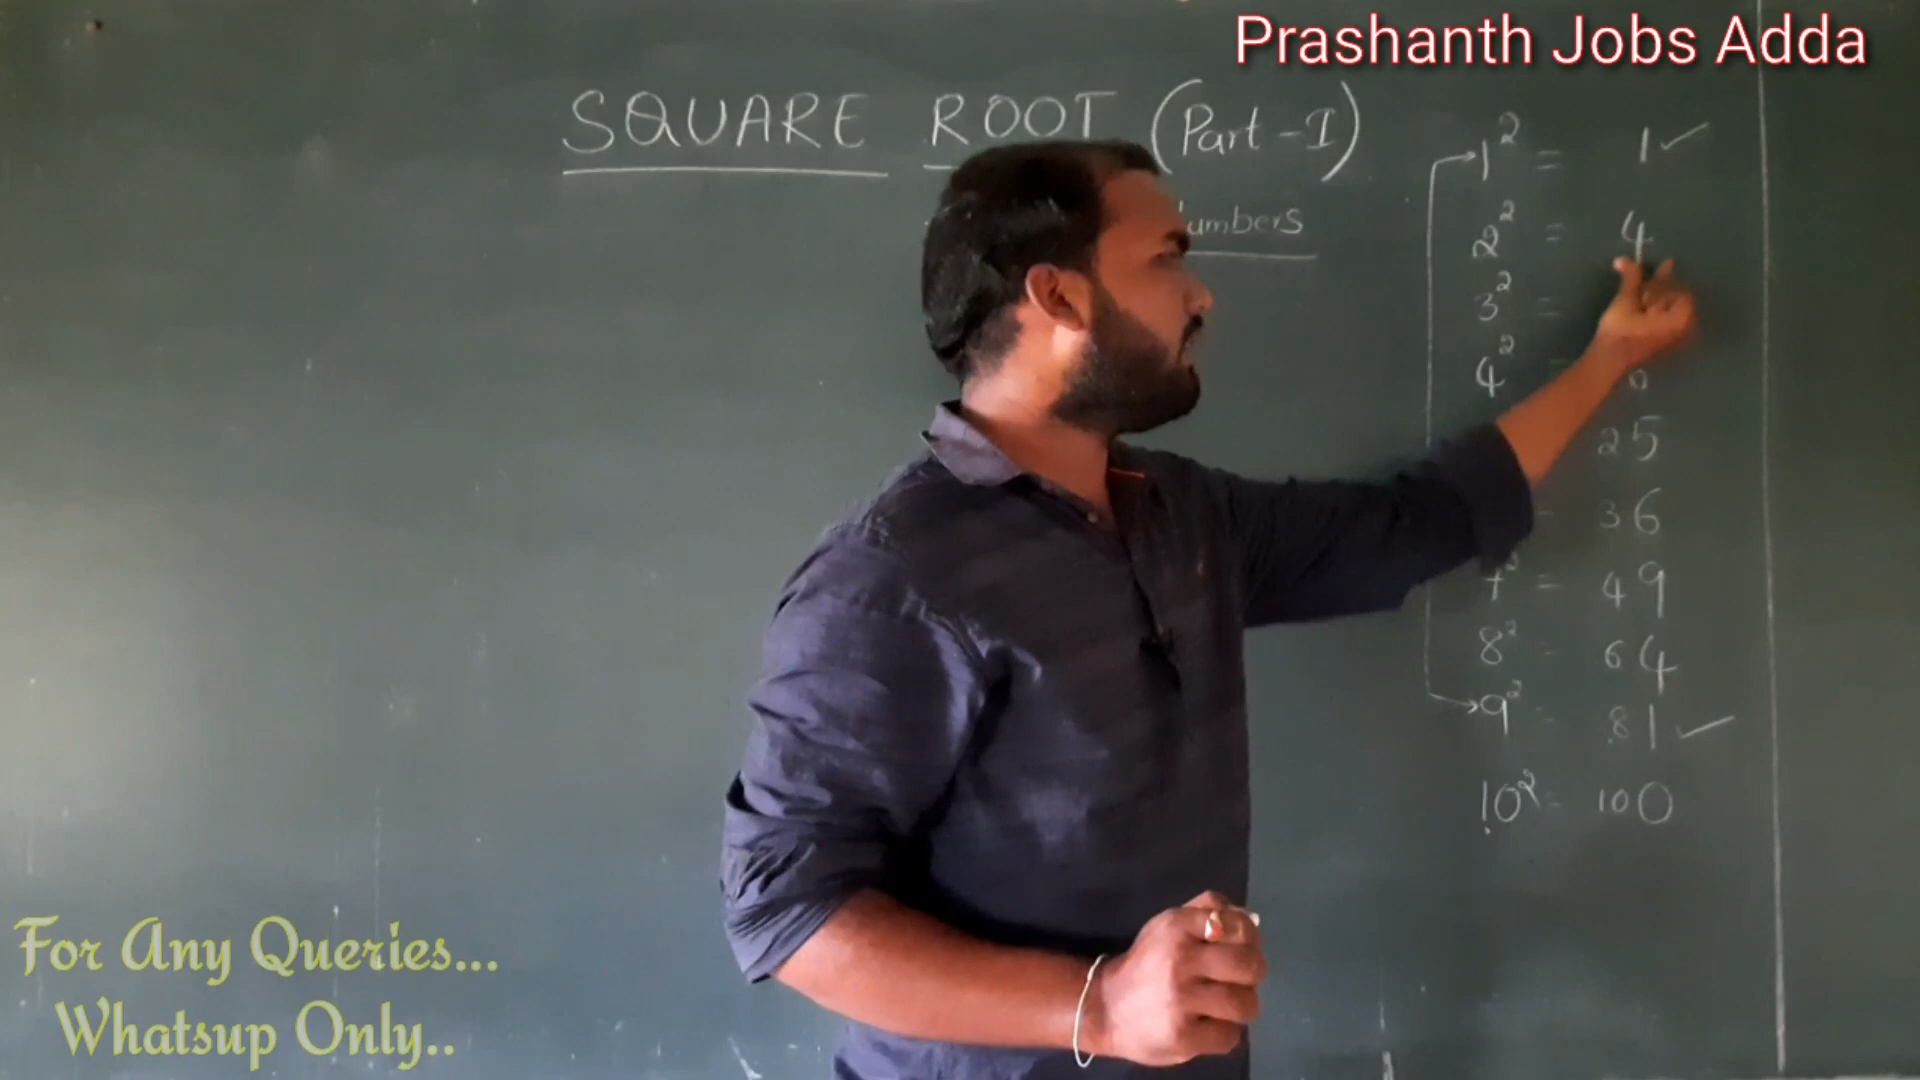 Prashanth Jobs Adda
SQUARE ROOT (Part-I)
1² = 1 ✓
2² = 4
3² =
4² =
25
36
7² = 49
8² = 64
9² = 81 ✓
10² = 100
For Any Queries...
Whatsup Only..